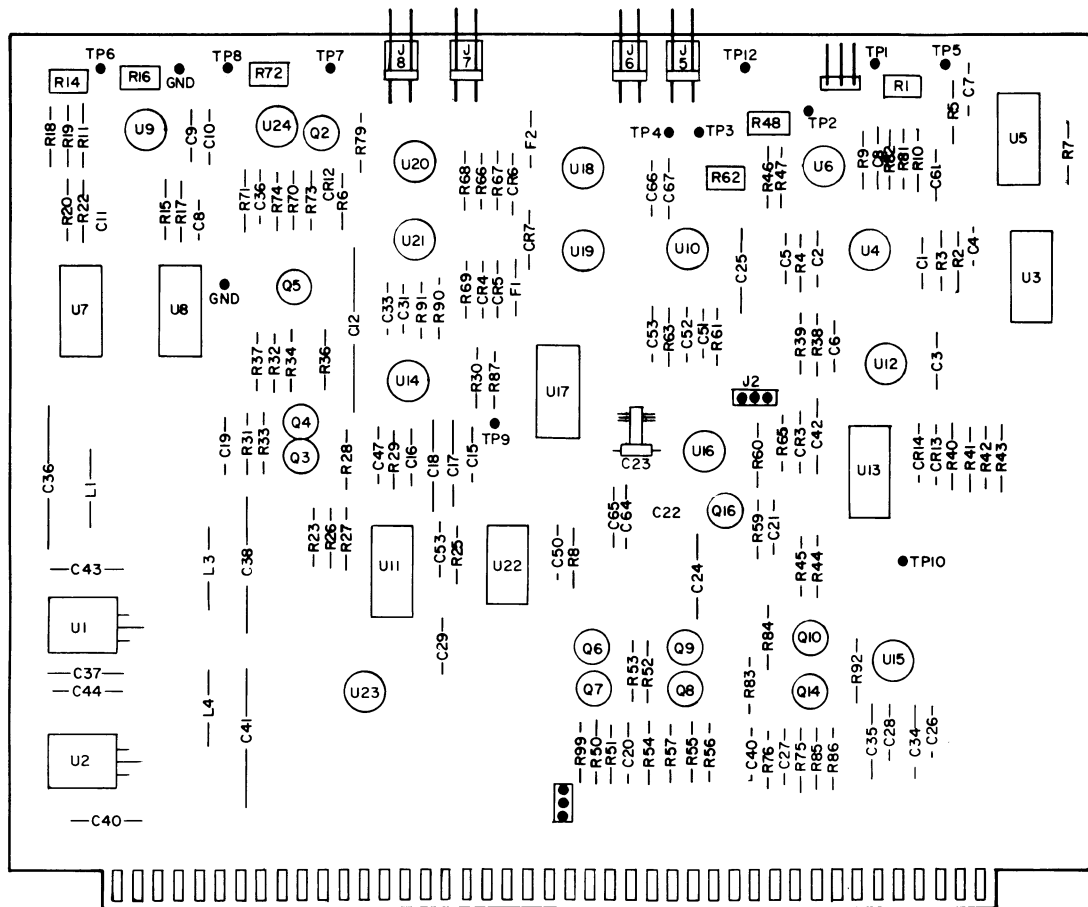 J8
J7
J6
J5
TP6
TP8
TP7
TP12
TP1
TP5
R14
R16
GND
R72
R1
C7
R5
U5
R7
R18
R19
R11
U9
C9
C10
U24
Q2
R79
U20
F2
U18
TP4
TP3
R48
TP2
R62
R46
R47
U6
R9
C8
R82
R81
R10
C61
R20
R22
C11
R15
R17
C8
R71
C36
R74
R70
R73
CR12
R6
R68
R66
R67
CR6
C66
C67
U21
CR7
U19
U10
C25
C5
R4
C2
U4
C1
R3
R2
C4
U3
U7
U8
GND
Q5
C12
C33
C31
R91
R90
R69
CR4
CR5
F1
C53
R63
C52
C51
R61
R39
R38
C6
U12
C3
R37
R32
R34
R36
U14
R30
R87
U17
J2
C36
L1
C19
R31
R33
Q4
Q3
R28
C47
R29
C16
C18
C17
C15
TP9
C23
U16
R60
R65
CR3
C42
U13
CR14
CR13
R40
R41
R42
R43
C65
C64
C22
Q16
R59
C21
C43
L3
C38
R23
R26
R27
U11
C53
R25
U22
C50
R8
C24
R45
R44
TP10
U1
C29
Q6
R53
R52
Q9
R84
Q10
R92
U15
C37
C44
L4
C41
U23
Q7
Q8
R83
Q14
U2
R99
R50
R51
C20
R54
R57
R55
R56
C40
R76
C27
R75
R85
R86
C35
C28
C34
C26
C40